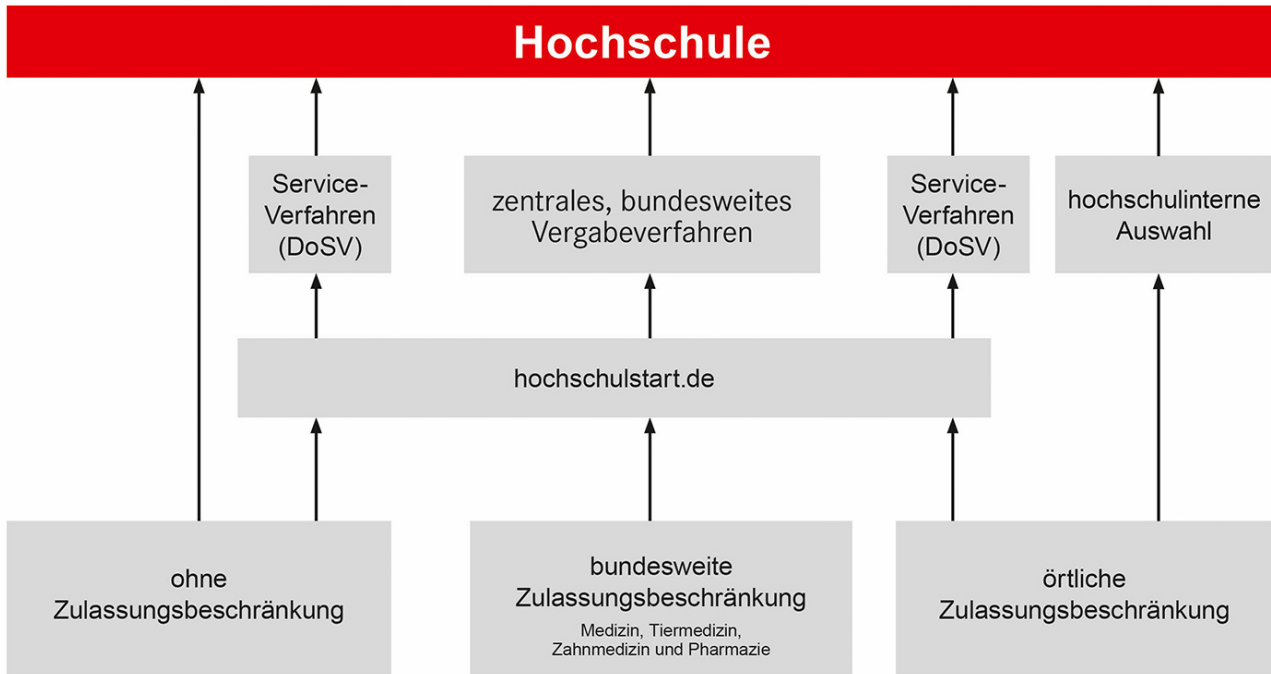 Hochschule
Service-
Verfahren
(DoSV)
zentrales, bundesweites
Vergabeverfahren
Service-
Verfahren
(DoSV)
hochschulinterne
Auswahl
hochschulstart.de
ohne
Zulassungsbeschränkung
bundesweite
Zulassungsbeschränkung
Medizin, Tiermedizin,
Zahnmedizin und Pharmazie
örtliche
Zulassungsbeschränkung